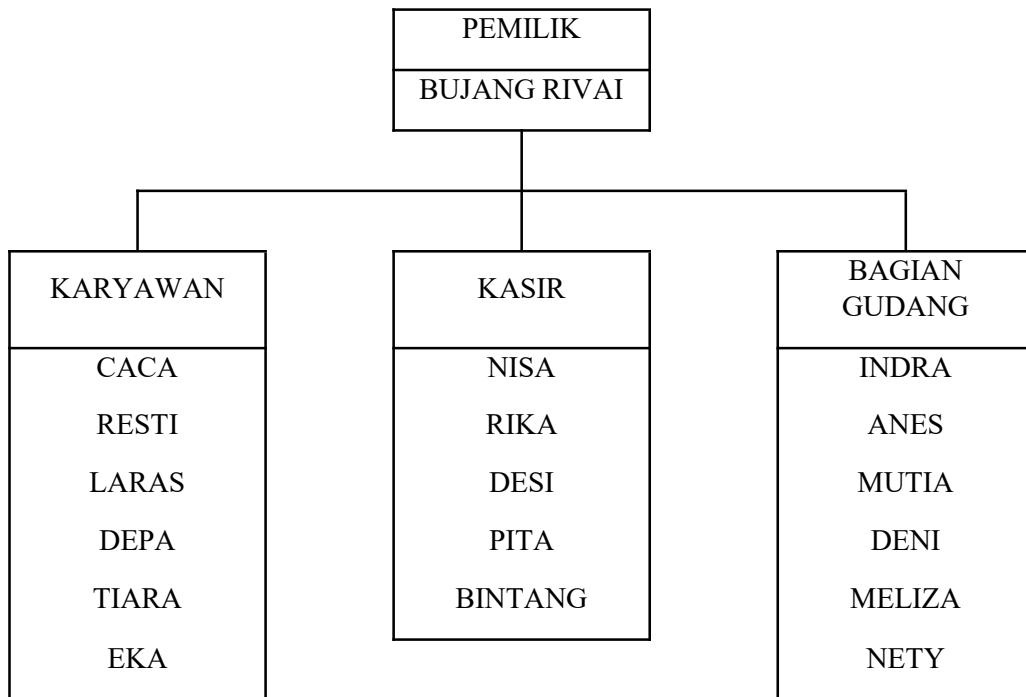 PEMILIK
BUJANG RIVAI
KARYAWAN
CACA
RESTI
LARAS
DEPA
TIARA
EKA
KASIR
NISA
RIKA
DESI
PITA
BINTANG
BAGIAN
GUDANG
INDRA
ANES
MUTIA
DENI
MELIZA
NETY